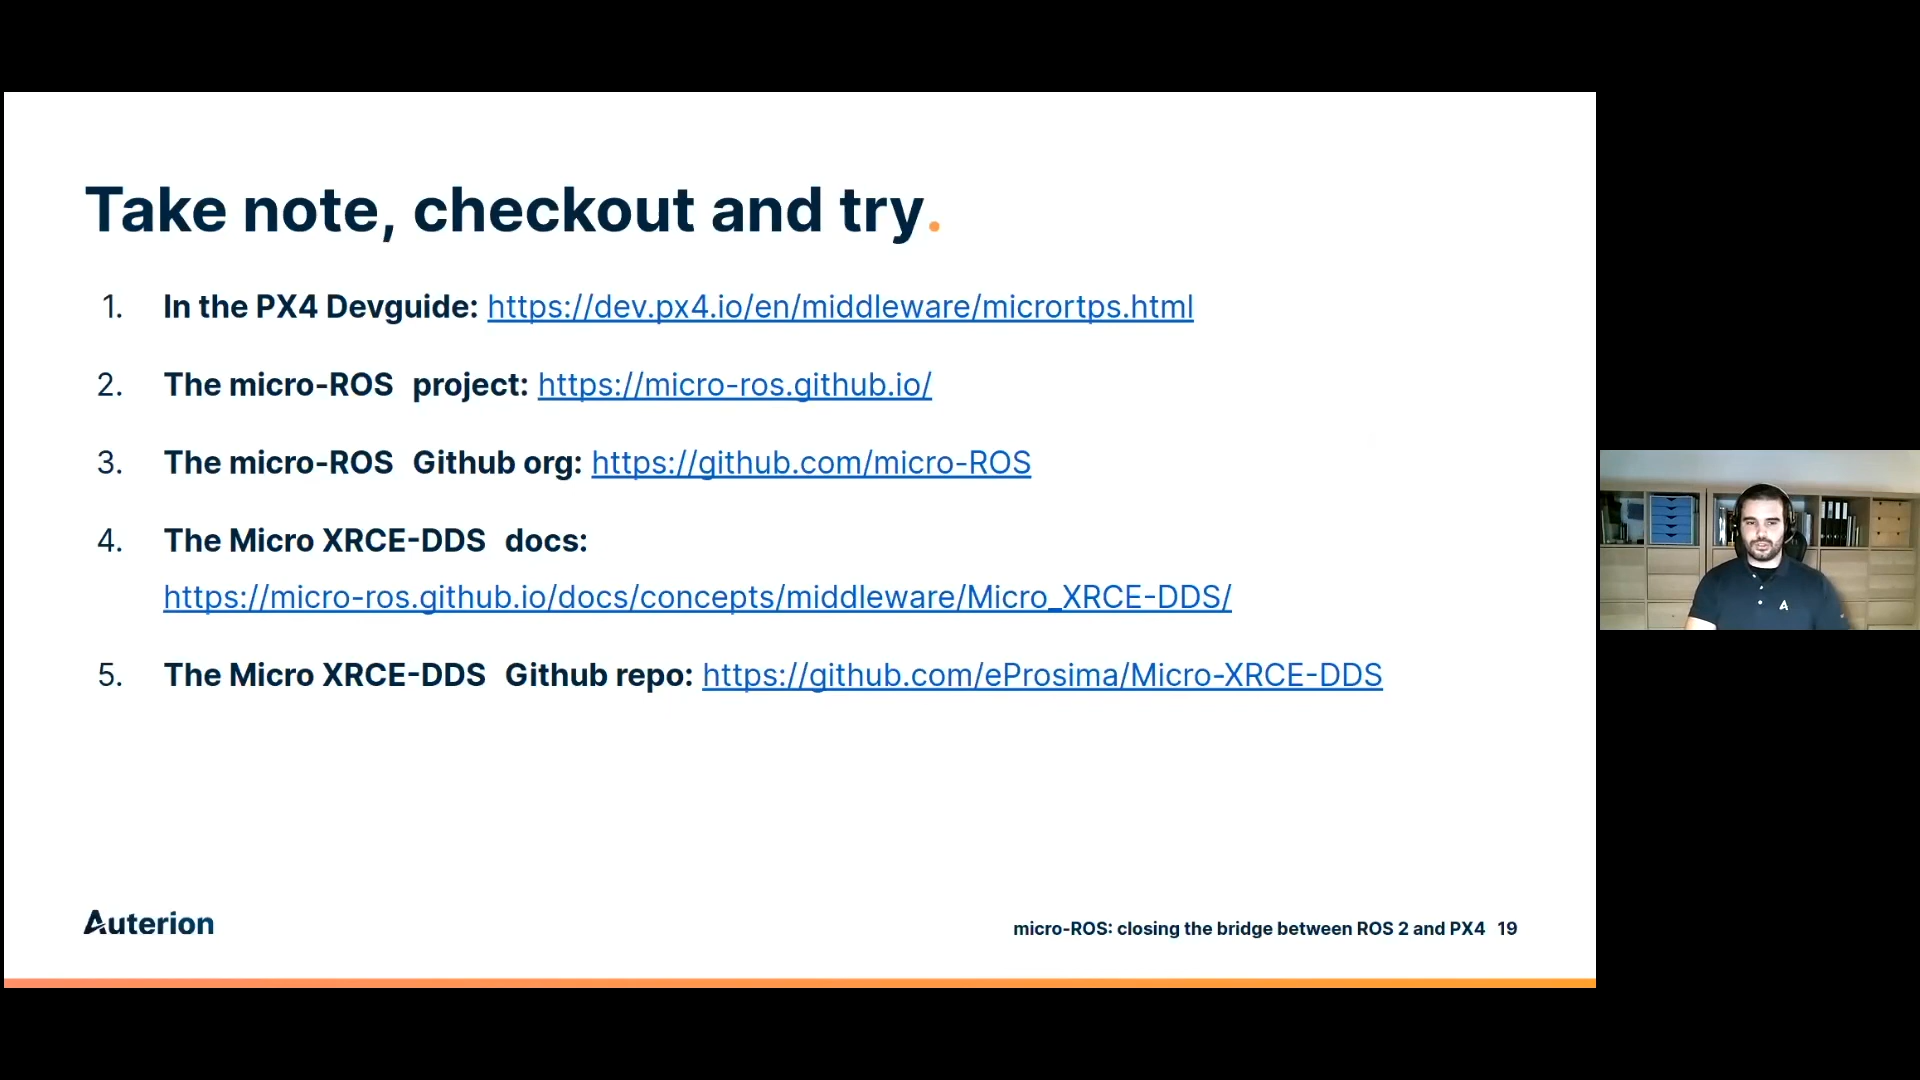 Take note, checkout and try.
1. In the PX4 Devguide: https://dev.px4.io/en/middleware/micrortps.html
2. The micro-ROS project: https://micro-ros.github.io/
3. The micro-ROS Github org: https://github.com/micro-ROS
4. The Micro XRCE-DDS docs:
https://micro-ros.github.io/docs/concepts/middleware/Micro_XRCE-DDS/
5. The Micro XRCE-DDS Github repo: https://github.com/eProsima/Micro-XRCE-DDS
Auterion
micro-ROS: closing the bridge between ROS 2 and PX4 19